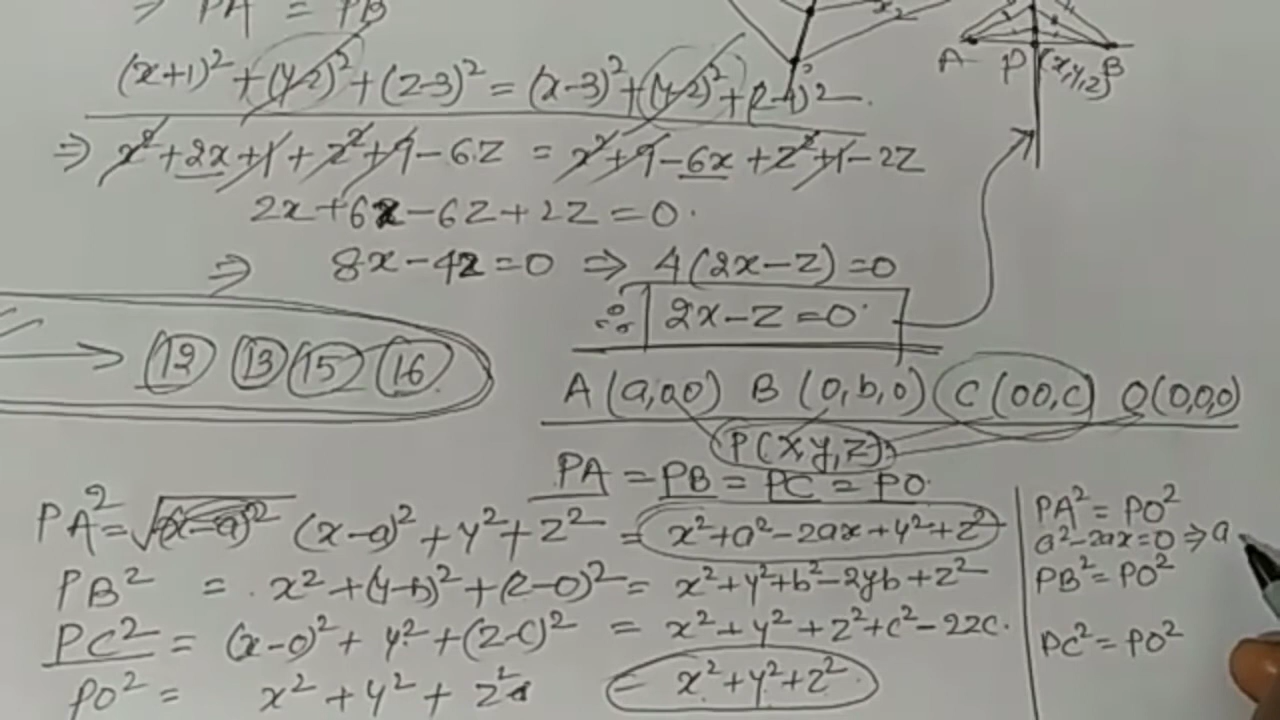 ⇒ PA = PB
x₂
A P(x,y,z) B
(x+1)² + (y-2)² + (z-3)² = (x-3)² + (y-2)² + (z-1)²
⇒ x² + 2x + 1 + z² + 9 - 6z = x² + 9 - 6x + z² + 1 - 2z
2x + 6x - 6z + 2z = 0.
⇒ 8x - 4z = 0 ⇒ 4(2x - z) = 0
∴ 2x - z = 0
→ 12 13 15 16
A (a,0,0) B (0,b,0) C (0 0,c) O(0,0,0)
P(x,y,z)
PA = PB = PC = PO.
PA² = √(x-a)² (x-a)² + y² + z² = x² + a² - 2ax + y² + z²
PB² = x² + (y-b)² + (z-0)² = x² + y² + b² - 2yb + z²
PC² = (x-0)² + y² + (z-c)² = x² + y² + z² + c² - 2zc.
PO² = x² + y² + z² = x² + y² + z²
PA² = PO²
a² - 2ax = 0 ⇒ a
PB² = PO²
PC² = PO²